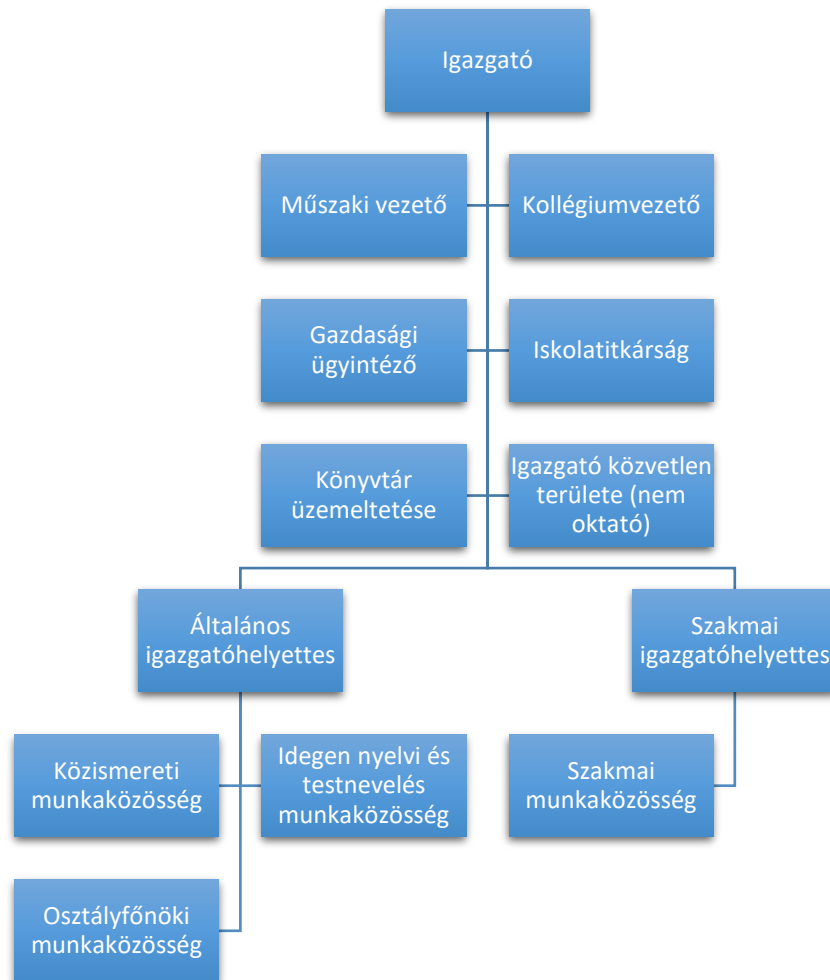 Igazgató
Műszaki vezető
Kollégiumvezető
Gazdasági
ügyintéző
Iskolatitkárság
Könyvtár
üzemeltetése
Igazgató közvetlen
területe (nem
oktató)
Általános
igazgatóhelyettes
Szakmai
igazgatóhelyettes
Közismereti
munkaközösség
Idegen nyelvi és
testnevelés
munkaközösség
Szakmai
munkaközösség
Osztályfőnöki
munkaközösség